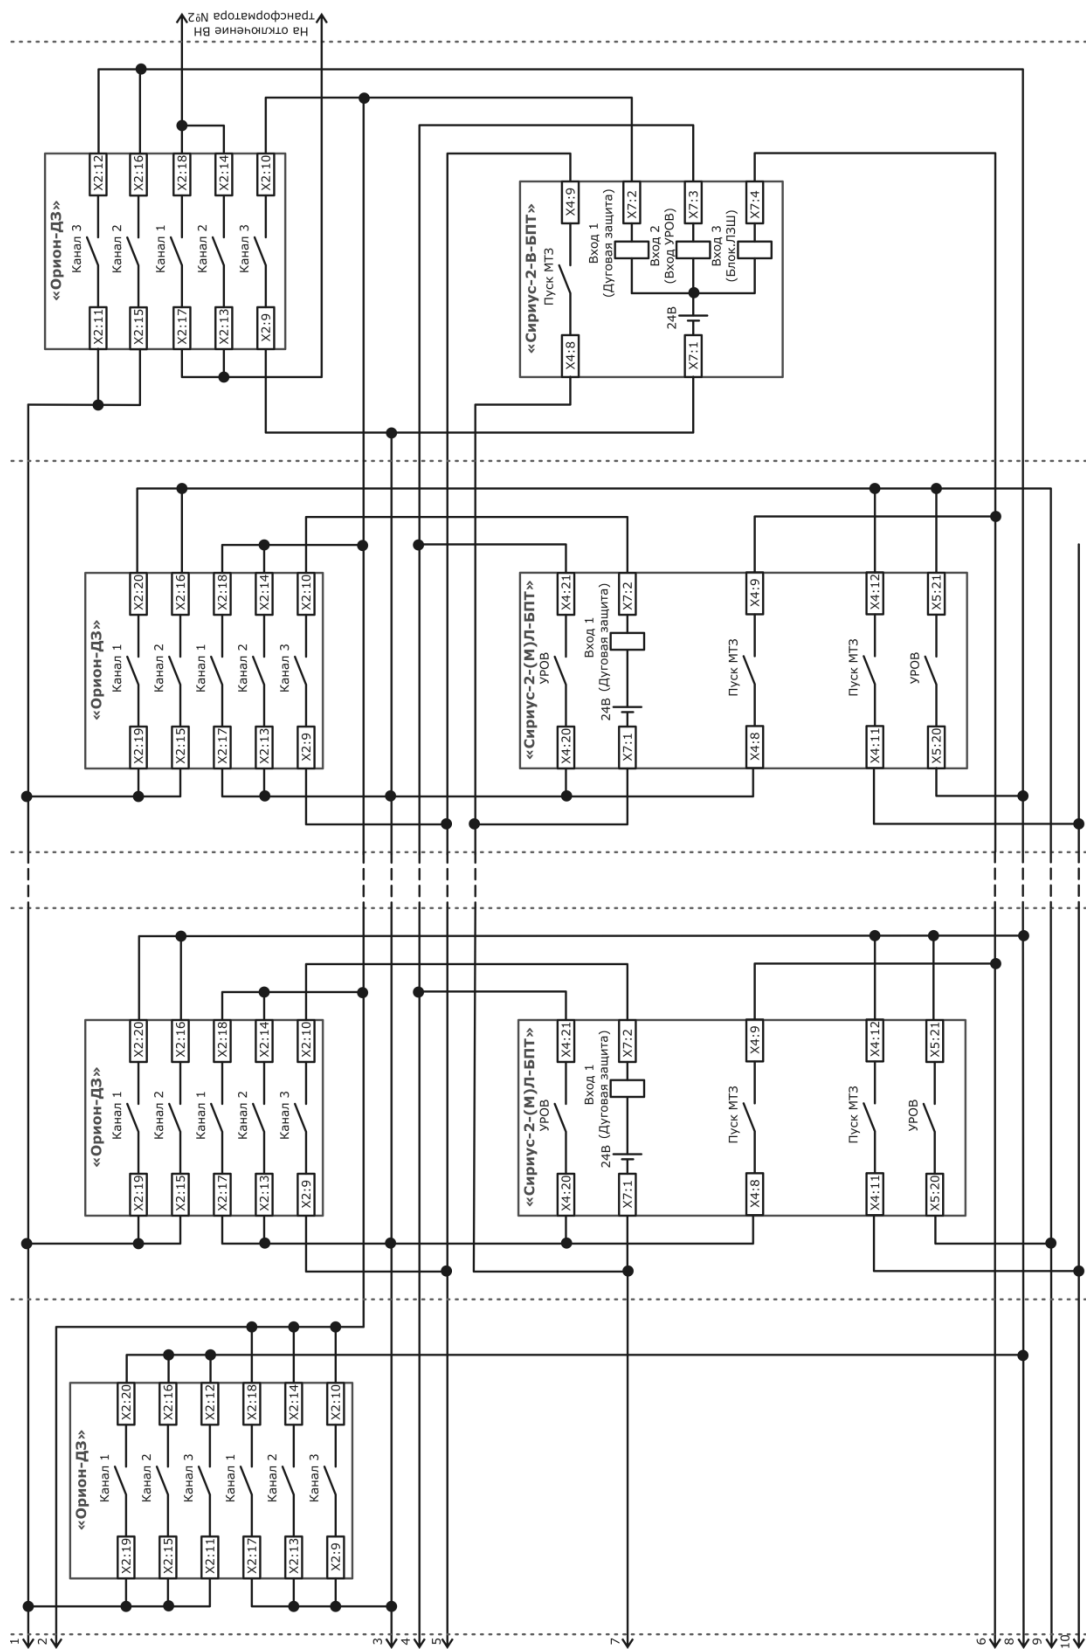 На отключение ВН
трансформатора №2
«Орион-ДЗ»
Канал 3
X2:11
X2:12
Канал 2
X2:15
X2:16
Канал 1
X2:17
X2:18
Канал 2
X2:13
X2:14
Канал 3
X2:9
X2:10
«Сириус-2-В-БПТ»
Пуск МТЗ
X4:8
X4:9
Вход 1
(Дуговая защита)
X7:2
Вход 2
(Вход УРОВ)
24В
X7:1
X7:3
Вход 3
(Блок.ЛЗШ)
X7:4
«Орион-ДЗ»
Канал 1
X2:19
X2:20
Канал 2
X2:15
X2:16
Канал 1
X2:17
X2:18
Канал 2
X2:13
X2:14
Канал 3
X2:9
X2:10
«Сириус-2-(М)Л-БПТ»
УРОВ
X4:20
X4:21
Вход 1
24В (Дуговая защита)
X7:1
X7:2
Пуск МТЗ
X4:8
X4:9
Пуск МТЗ
X4:11
X4:12
УРОВ
X5:20
X5:21
«Орион-ДЗ»
Канал 1
X2:19
X2:20
Канал 2
X2:15
X2:16
Канал 1
X2:17
X2:18
Канал 2
X2:13
X2:14
Канал 3
X2:9
X2:10
«Сириус-2-(М)Л-БПТ»
УРОВ
X4:20
X4:21
Вход 1
24В (Дуговая защита)
X7:1
X7:2
Пуск МТЗ
X4:8
X4:9
Пуск МТЗ
X4:11
X4:12
УРОВ
X5:20
X5:21
«Орион-ДЗ»
Канал 1
X2:19
X2:20
Канал 2
X2:15
X2:16
Канал 3
X2:11
X2:12
Канал 1
X2:17
X2:18
Канал 2
X2:13
X2:14
Канал 3
X2:9
X2:10
1
2
3
4
5
7
6
8
9
10